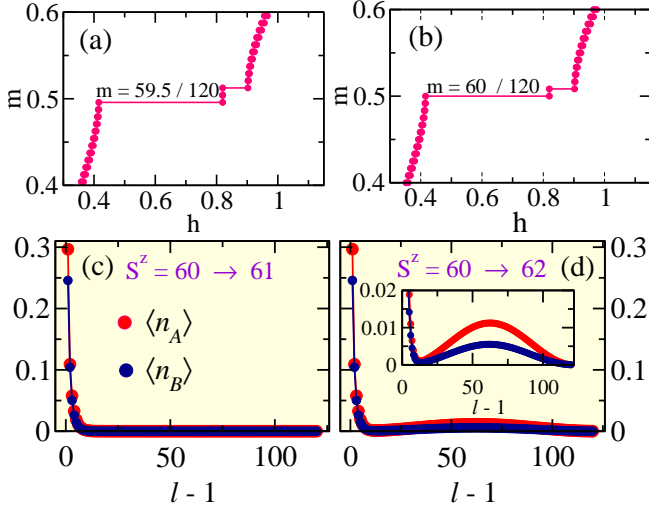 0.6
(a)
m
0.5
m = 59.5 / 120
0.4
0.4 0.6 0.8 1
h
0.6
(b)
m
0.5
m = 60 / 120
0.4
0.4 0.6 0.8 1
h
0.3
(c)
S^z = 60 → 61
0.2
⟨n_A⟩
0.1
⟨n_B⟩
0
0 50 100
l - 1
S^z = 60 → 62
(d)
0.3
0.02
0.01
0
0 50 100
l - 1
0.2
0.1
0
0 50 100
l - 1